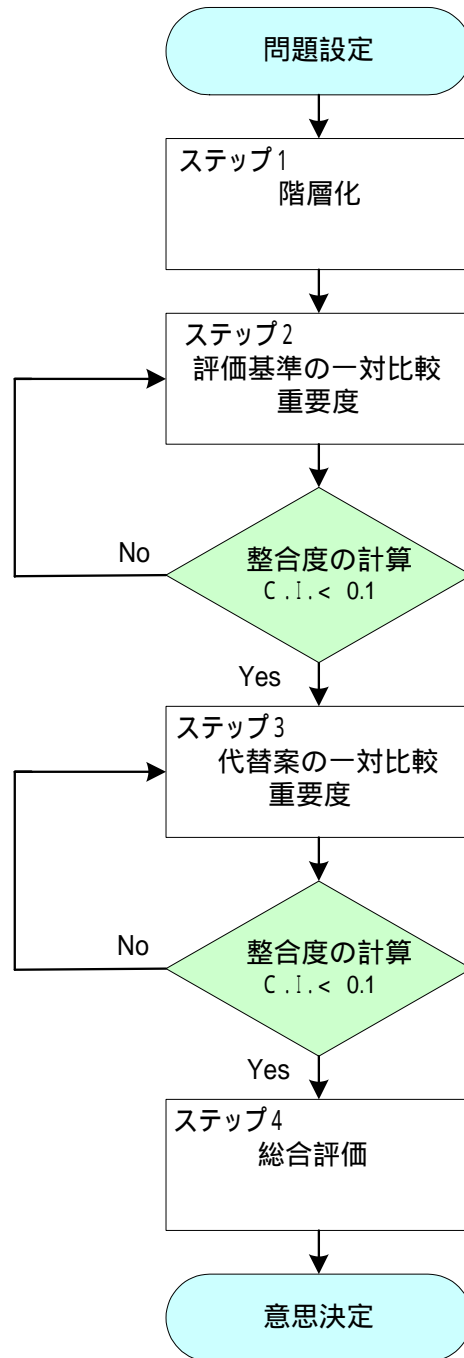 問題設定
ステップ1
階層化
ステップ2
評価基準の一対比較
重要度
整合度の計算
C.I.< 0.1
No
Yes
ステップ3
代替案の一対比較
重要度
整合度の計算
C.I.< 0.1
No
Yes
ステップ4
総合評価
意思決定